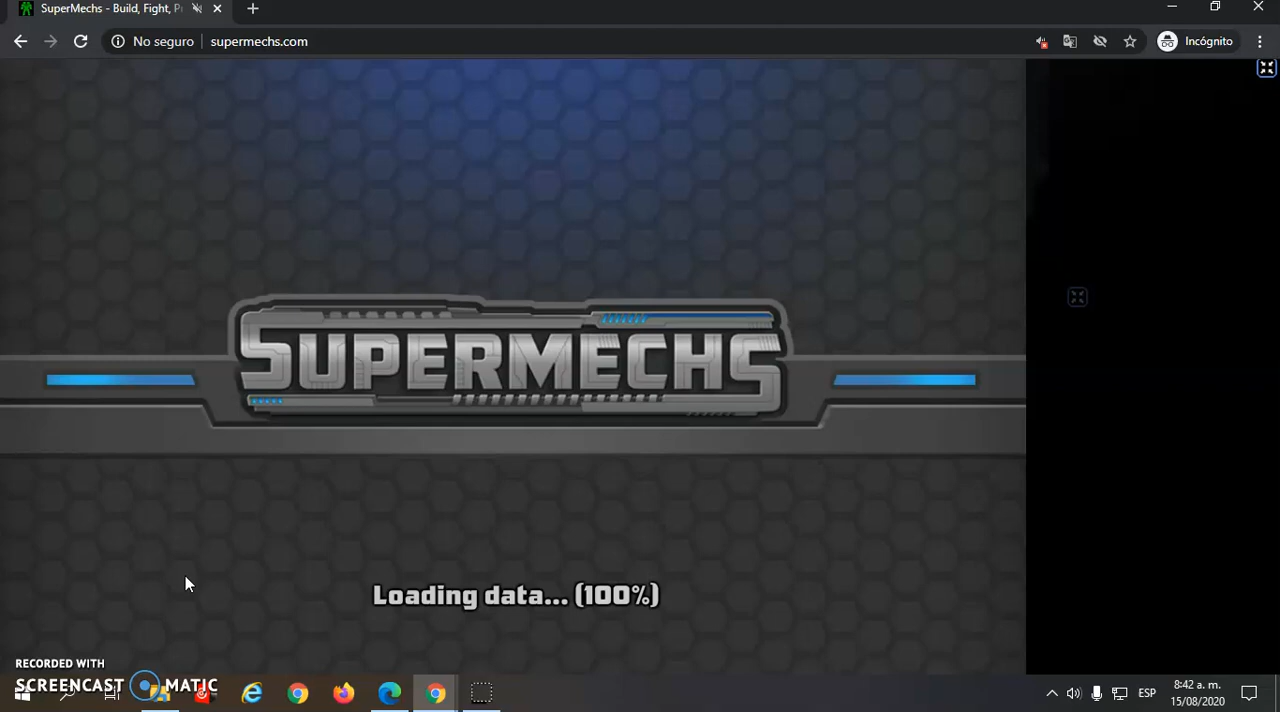 SuperMechs - Build, Fight, P
No seguro
supermechs.com
Incógnito
SUPERMECHS
Loading data... (100%)
RECORDED WITH
SCREENCAST MATIC
ESP
8:42 a. m.
15/08/2020